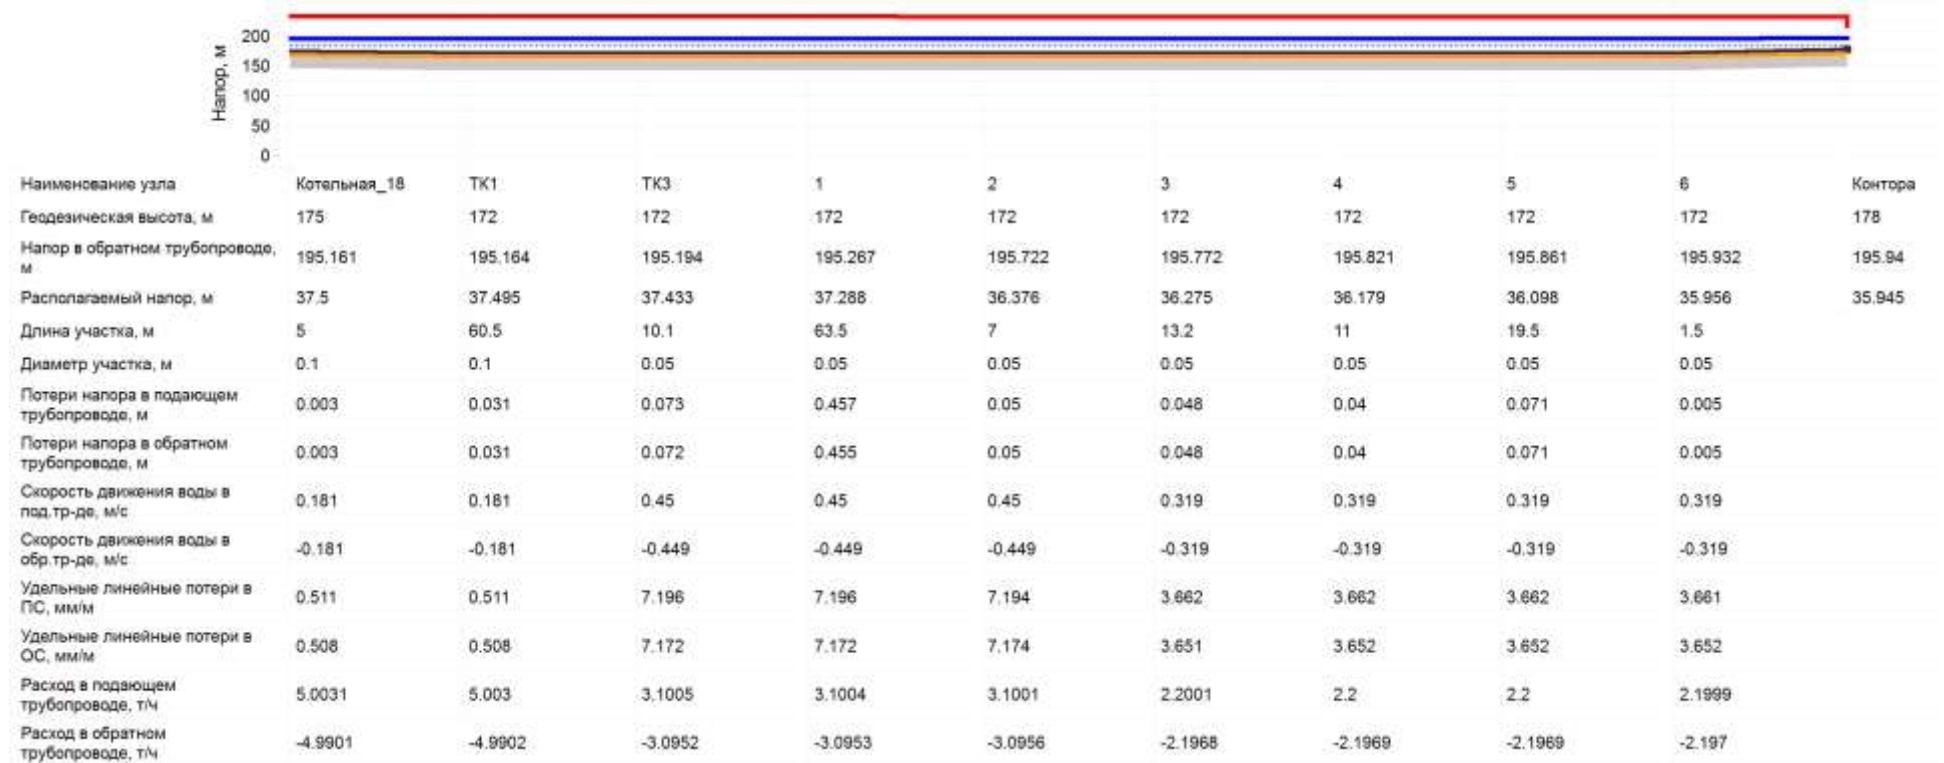 200
150
100
50
0
Напор, м
Наименование узла Котельная_18 ТК1 ТК3 1 2 3 4 5 6 Контора
Геодезическая высота, м 175 172 172 172 172 172 172 172 172 178
Напор в обратном трубопроводе,
м 195.161 195.164 195.194 195.267 195.722 195.772 195.821 195.861 195.932 195.94
Располагаемый напор, м 37.5 37.495 37.433 37.288 36.376 36.275 36.179 36.098 35.956 35.945
Длина участка, м 5 60.5 10.1 63.5 7 13.2 11 19.5 1.5
Диаметр участка, м 0.1 0.1 0.05 0.05 0.05 0.05 0.05 0.05 0.05
Потери напора в подающем
трубопроводе, м 0.003 0.031 0.073 0.457 0.05 0.048 0.04 0.071 0.005
Потери напора в обратном
трубопроводе, м 0.003 0.031 0.072 0.455 0.05 0.048 0.04 0.071 0.005
Скорость движения воды в
под.тр-де, м/с 0.181 0.181 0.45 0.45 0.45 0.319 0.319 0.319 0.319
Скорость движения воды в
обр.тр-де, м/с -0.181 -0.181 -0.449 -0.449 -0.449 -0.319 -0.319 -0.319 -0.319
Удельные линейные потери в
ПС, мм/м 0.511 0.511 7.196 7.196 7.194 3.662 3.662 3.662 3.661
Удельные линейные потери в
ОС, мм/м 0.508 0.508 7.172 7.172 7.174 3.651 3.652 3.652 3.652
Расход в подающем
трубопроводе, т/ч 5.0031 5.003 3.1005 3.1004 3.1001 2.2001 2.2 2.2 2.1999
Расход в обратном
трубопроводе, т/ч -4.9901 -4.9902 -3.0952 -3.0953 -3.0956 -2.1968 -2.1969 -2.1969 -2.197